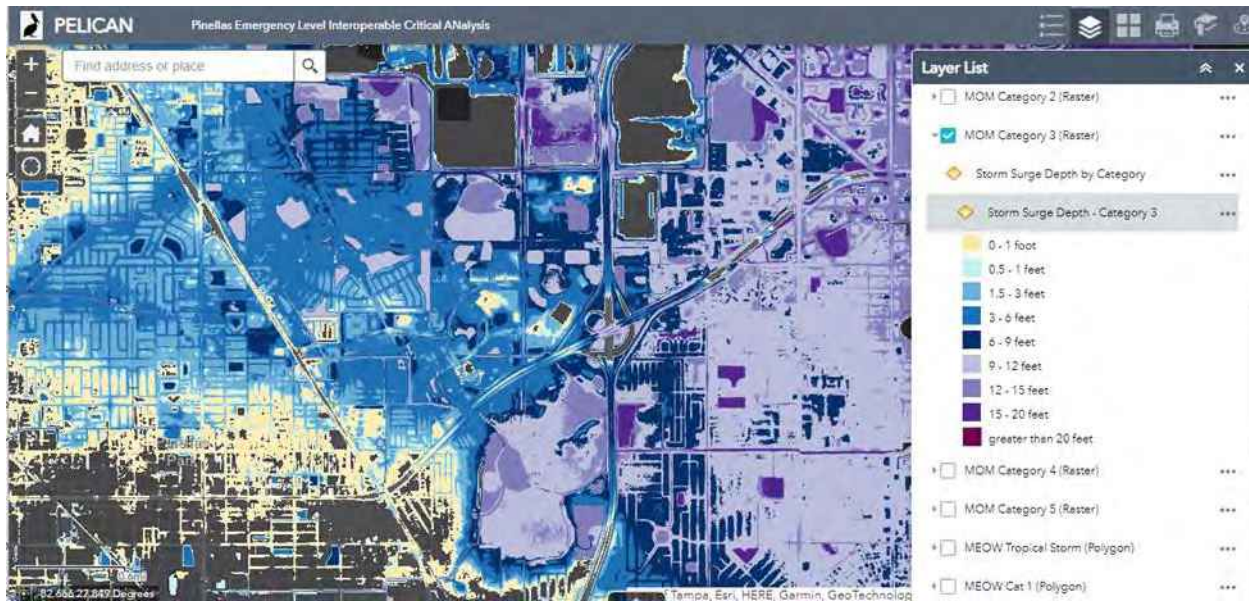 PELICAN
Pinellas Emergency Level Interoperable Critical ANalysis
Find address or place
Layer List
MOM Category 2 (Raster)
MOM Category 3 (Raster)
Storm Surge Depth by Category
Storm Surge Depth - Category 3
0 - 1 foot
0.5 - 1 feet
1.5 - 3 feet
3 - 6 feet
6 - 9 feet
9 - 12 feet
12 - 15 feet
15 - 20 feet
greater than 20 feet
MOM Category 4 (Raster)
MOM Category 5 (Raster)
MEOW Tropical Storm (Polygon)
MEOW Cat 1 (Polygon)
0.6mi
-82.666 27.849 Degrees
f Tampa, Esri, HERE, Garmin, GeoTechnolog